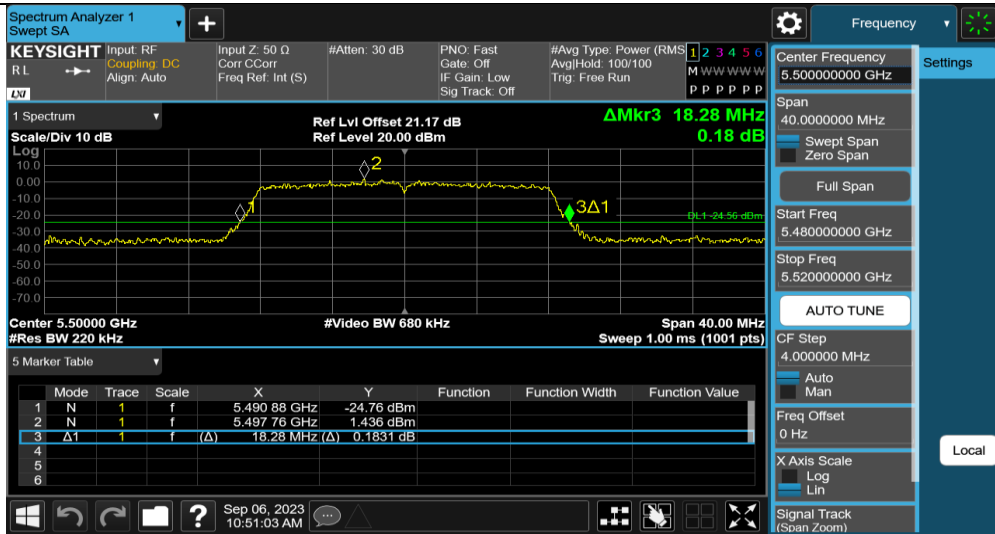 Spectrum Analyzer 1
Swept SA
+
Frequency
KEYSIGHT
RL
LXI
Input: RF
Coupling: DC
Align: Auto
Input Z: 50 Ω
Corr CCorr
Freq Ref: Int (S)
#Atten: 30 dB
PNO: Fast
Gate: Off
IF Gain: Low
Sig Track: Off
#Avg Type: Power (RMS
Avg|Hold: 100/100
Trig: Free Run
1 2 3 4 5 6
M W W W W W
P P P P P P
1 Spectrum
Scale/Div 10 dB
Log
Ref Lvl Offset 21.17 dB
Ref Level 20.00 dBm
ΔMkr3 18.28 MHz
0.18 dB
10.0
0.00
-10.0
-20.0
-30.0
-40.0
-50.0
-60.0
-70.0
1
2
3Δ1
DL1 -24.56 dBm
Center 5.50000 GHz
#Res BW 220 kHz
#Video BW 680 kHz
Span 40.00 MHz
Sweep 1.00 ms (1001 pts)
5 Marker Table
Mode Trace Scale X Y Function Function Width Function Value
1 N 1 f 5.490 88 GHz -24.76 dBm
2 N 1 f 5.497 76 GHz 1.436 dBm
3 Δ1 1 f (Δ) 18.28 MHz (Δ) 0.1831 dB
4
5
6
?
Sep 06, 2023
10:51:03 AM
Center Frequency
5.500000000 GHz
Span
40.0000000 MHz
Swept Span
Zero Span
Full Span
Start Freq
5.480000000 GHz
Stop Freq
5.520000000 GHz
AUTO TUNE
CF Step
4.000000 MHz
Auto
Man
Freq Offset
0 Hz
X Axis Scale
Log
Lin
Signal Track
(Span Zoom)
Settings
Local